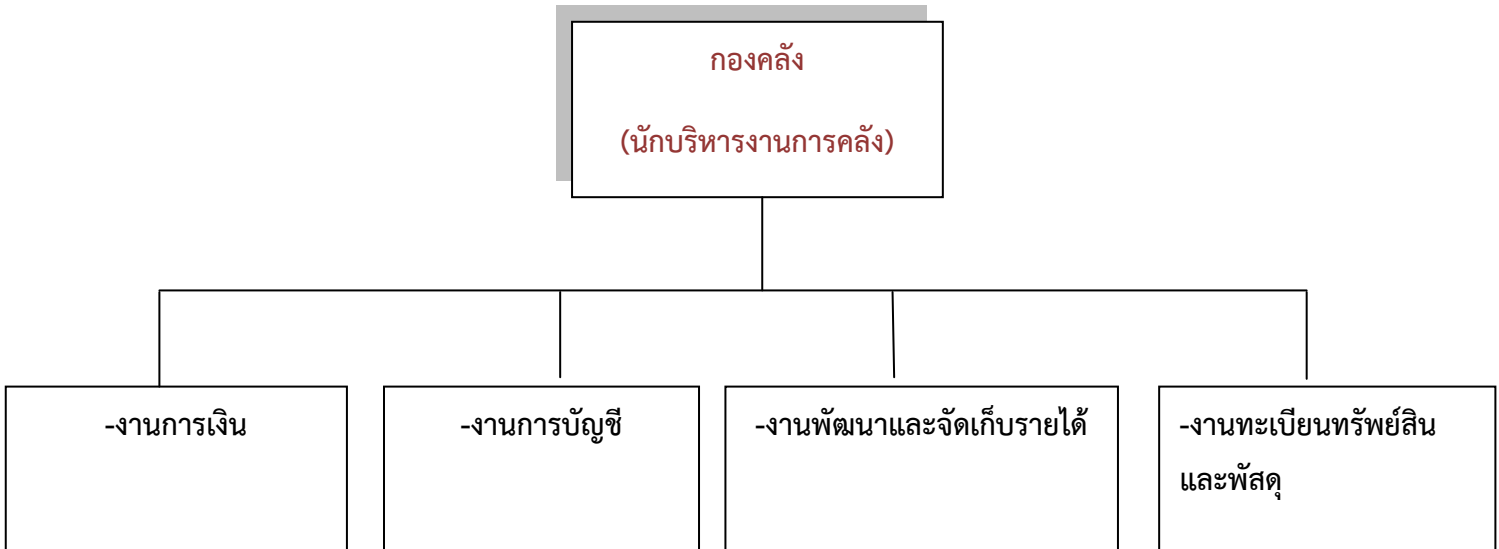 กองคลัง
(นักบริหารงานการคลัง)
-งานการเงิน
-งานการบัญชี
-งานพัฒนาและจัดเก็บรายได้
-งานทะเบียนทรัพย์สิน
และพัสดุ